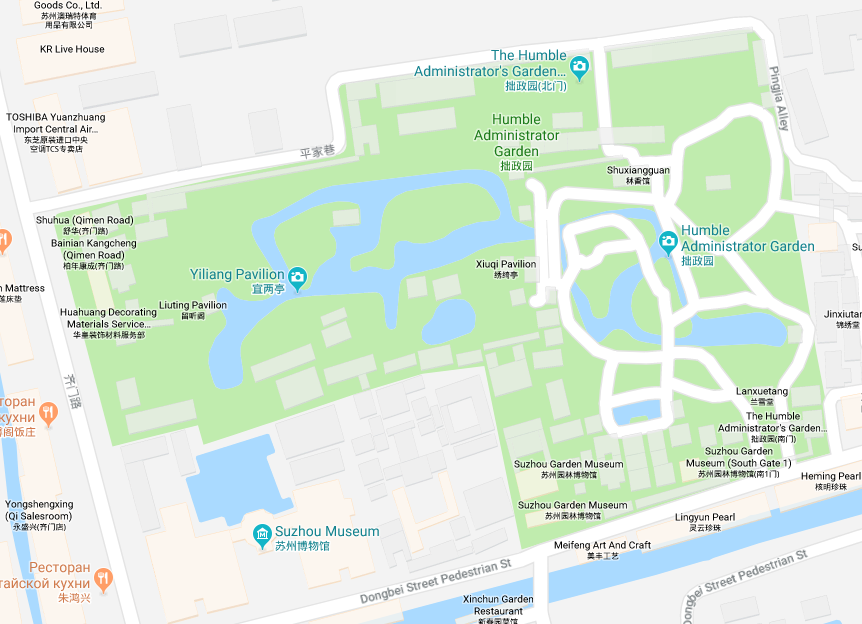 Goods Co., Ltd.
苏州澳瑞特体育
用品有限公司
KR Live House
The Humble
Administrator's Garden...
拙政园(北门)
Pingjia Alley
TOSHIBA Yuanzhuang
Import Central Air...
东芝原装进口中央
空调TCS专卖店
Humble
Administrator
Garden
拙政园
平家巷
Shuxiangguan
林香馆
Shuhua (Qimen Road)
舒华(齐门路)
Bainian Kangcheng
(Qimen Road)
柏年康成(齐门路)
Humble
Administrator Garden
拙政园
Xiuqi Pavilion
绣绮亭
Yiliang Pavilion
宜两亭
n Mattress
床垫
Liuting Pavilion
留听阁
Huahuang Decorating
Materials Service...
华皇装饰材料服务部
Jinxiutan
锦绣堂
齐门路
Lanxuetang
兰雪堂
торан
кухни
阁饭庄
The Humble
Administrator's Garden...
拙政园(南门)
Suzhou Garden
Museum (South Gate 1)
苏州园林博物馆(南1门)
Suzhou Garden Museum
苏州园林博物馆
Heming Pearl
核明珍珠
Suzhou Garden Museum
苏州园林博物馆
Yongshengxing
(Qi Salesroom)
永盛兴(齐门店)
Lingyun Pearl
灵云珍珠
Suzhou Museum
苏州博物馆
Meifeng Art And Craft
美丰工艺
Ресторан
тайской кухни
朱鸿兴
Dongbei Street Pedestrian St
Dongbei Street Pedestrian St
Xinchun Garden
Restaurant
新春园菜馆